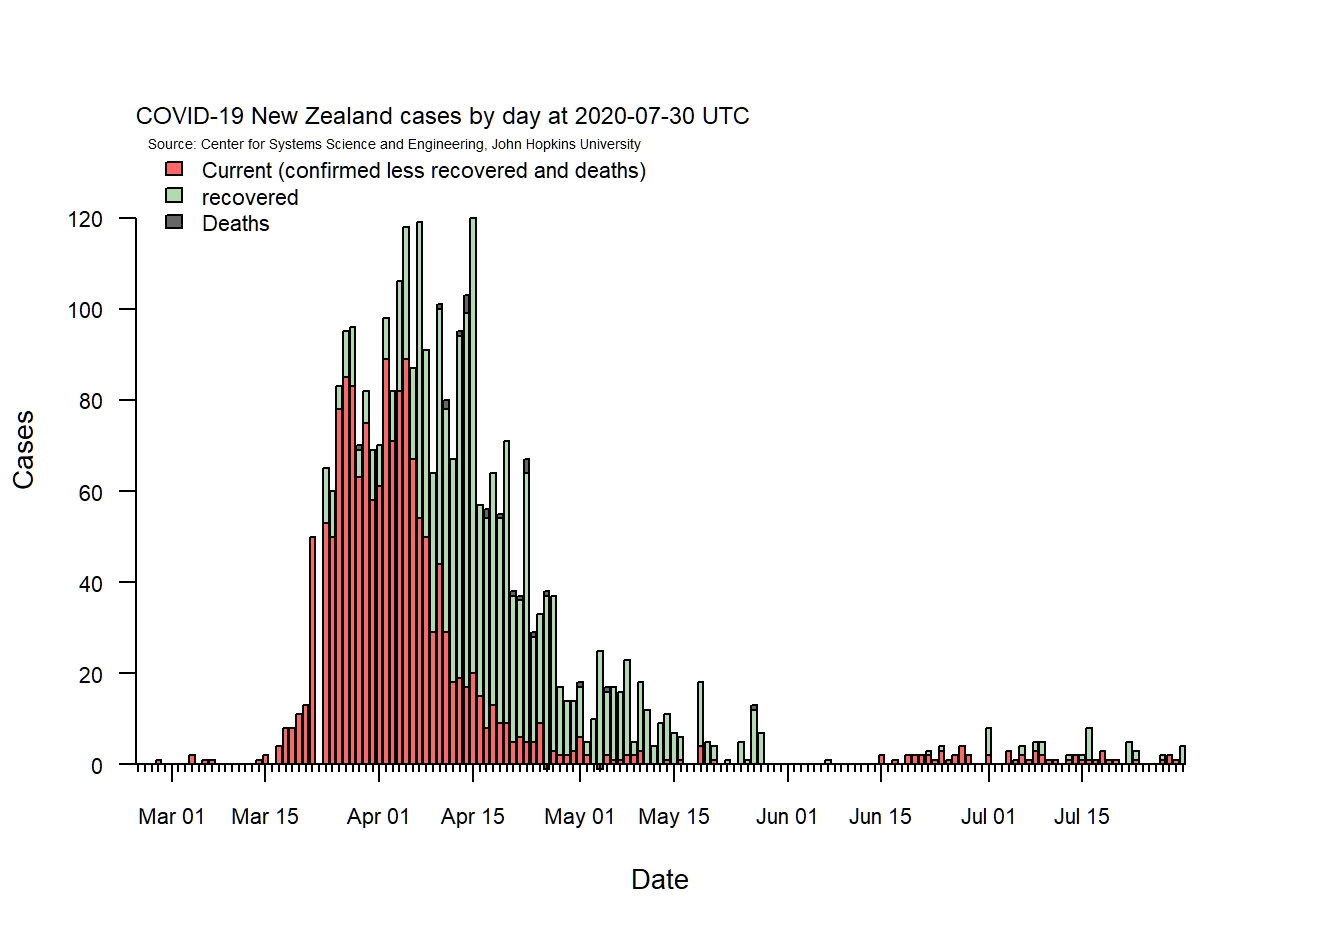 COVID-19 New Zealand cases by day at 2020-07-30 UTC
Source: Center for Systems Science and Engineering, John Hopkins University
Current (confirmed less recovered and deaths)
recovered
Deaths
120
100
80
60
40
20
0
Cases
Mar 01 Mar 15 Apr 01 Apr 15 May 01 May 15 Jun 01 Jun 15 Jul 01 Jul 15
Date